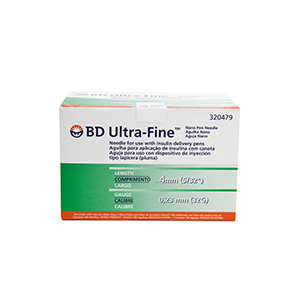 320479
BD Ultra-Fine™
Nano Pen Needle
Agulha Nano
Aguja Nano
Needle for use with insulin delivery pens
Agulha para aplicação de insulina com caneta
Aguja para uso con dispositivo de inyección
tipo lapicera (pluma)
LENGTH
COMPRIMENTO
LARGO
4mm (5/32")
GAUGE
CALIBRE
CALIBRE
0,23 mm (32G)